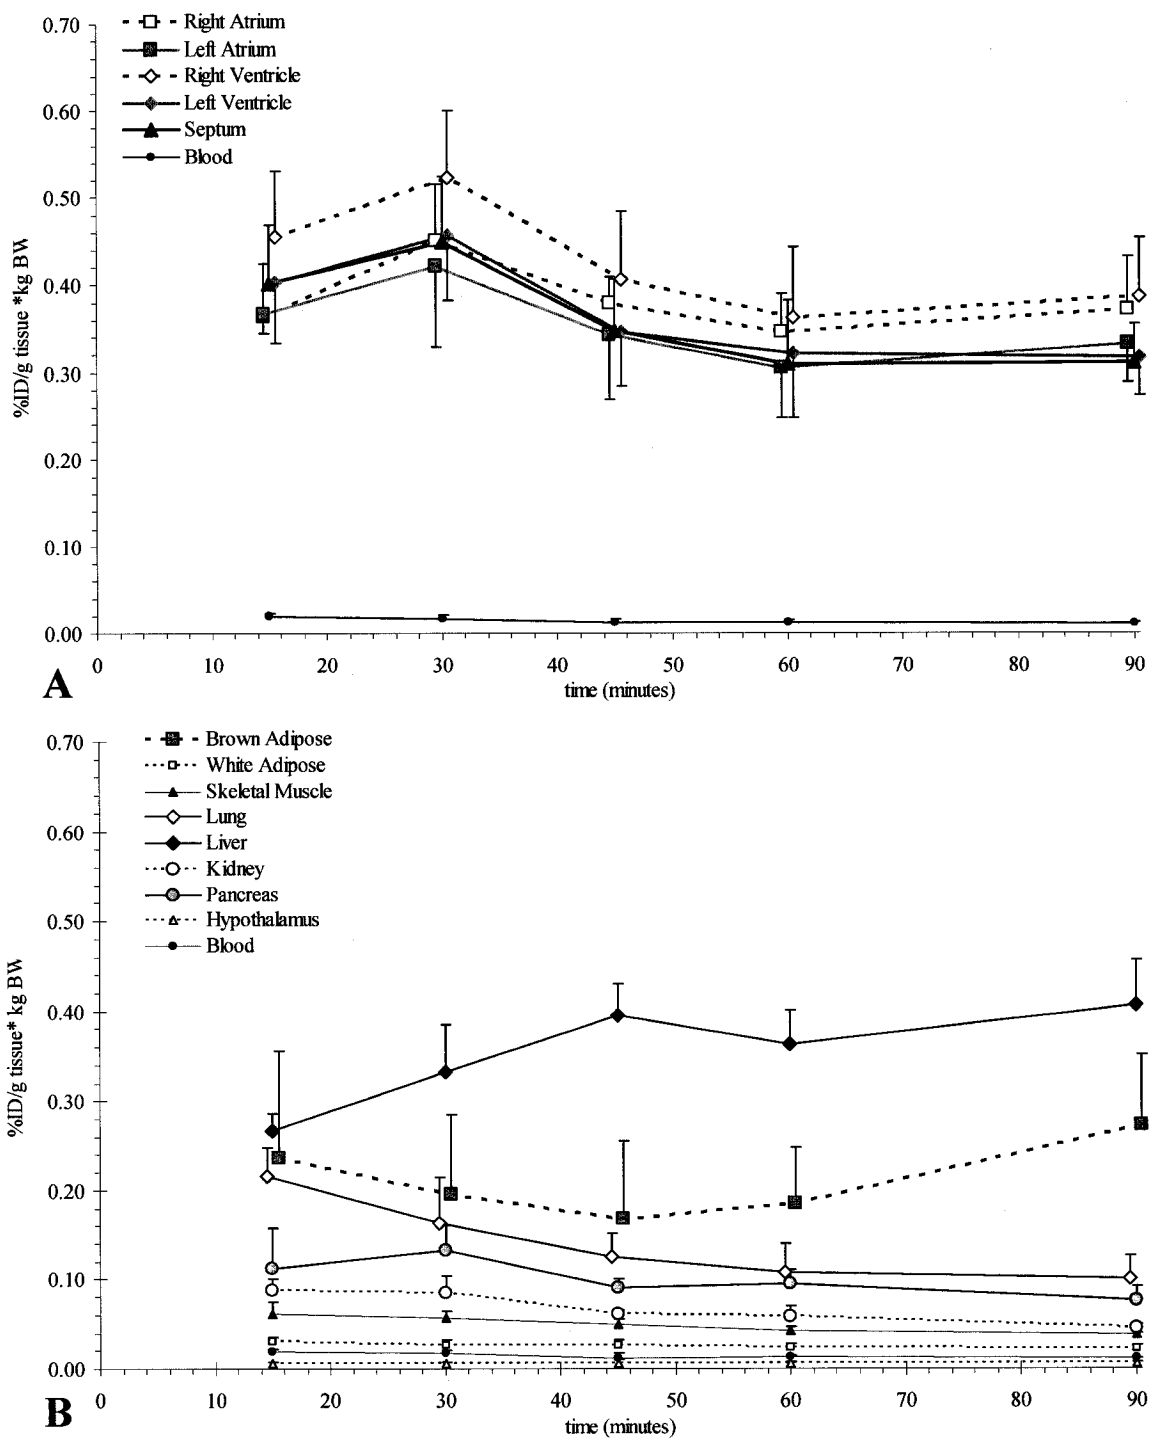 0.70
0.60
0.50
0.40
0.30
0.20
0.10
0.00
%ID/g tissue *kg BW
Right Atrium
Left Atrium
Right Ventricle
Left Ventricle
Septum
Blood
0 10 20 30 40 50 60 70 80 90
time (minutes)
A
0.70
0.60
0.50
0.40
0.30
0.20
0.10
0.00
%ID/g tissue* kg BW
Brown Adipose
White Adipose
Skeletal Muscle
Lung
Liver
Kidney
Pancreas
Hypothalamus
Blood
0 10 20 30 40 50 60 70 80 90
time (minutes)
B